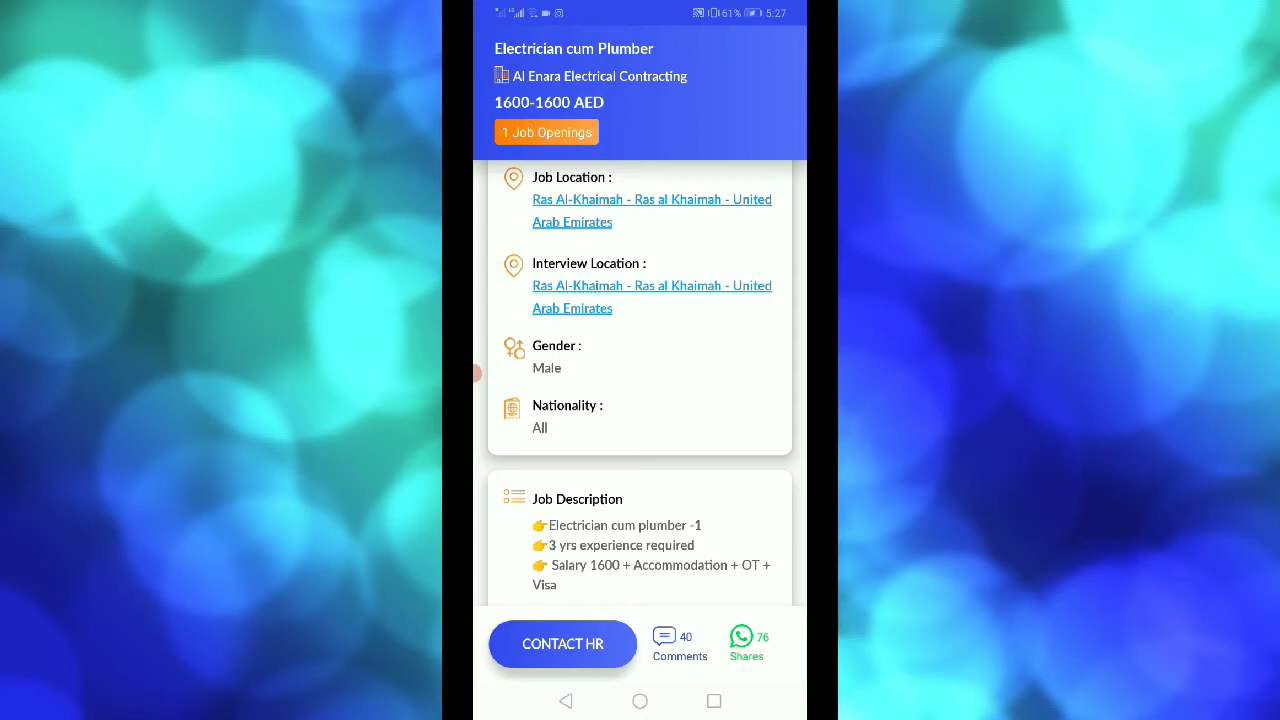 61% 5:27
Electrician cum Plumber
Al Enara Electrical Contracting
1600-1600 AED
1 Job Openings
Job Location :
Ras Al-Khaimah - Ras al Khaimah - United
Arab Emirates
Interview Location :
Ras Al-Khaimah - Ras al Khaimah - United
Arab Emirates
Gender :
Male
Nationality :
All
Job Description
👉Electrician cum plumber -1
👉3 yrs experience required
👉 Salary 1600 + Accommodation + OT +
Visa
CONTACT HR
40
Comments
76
Shares